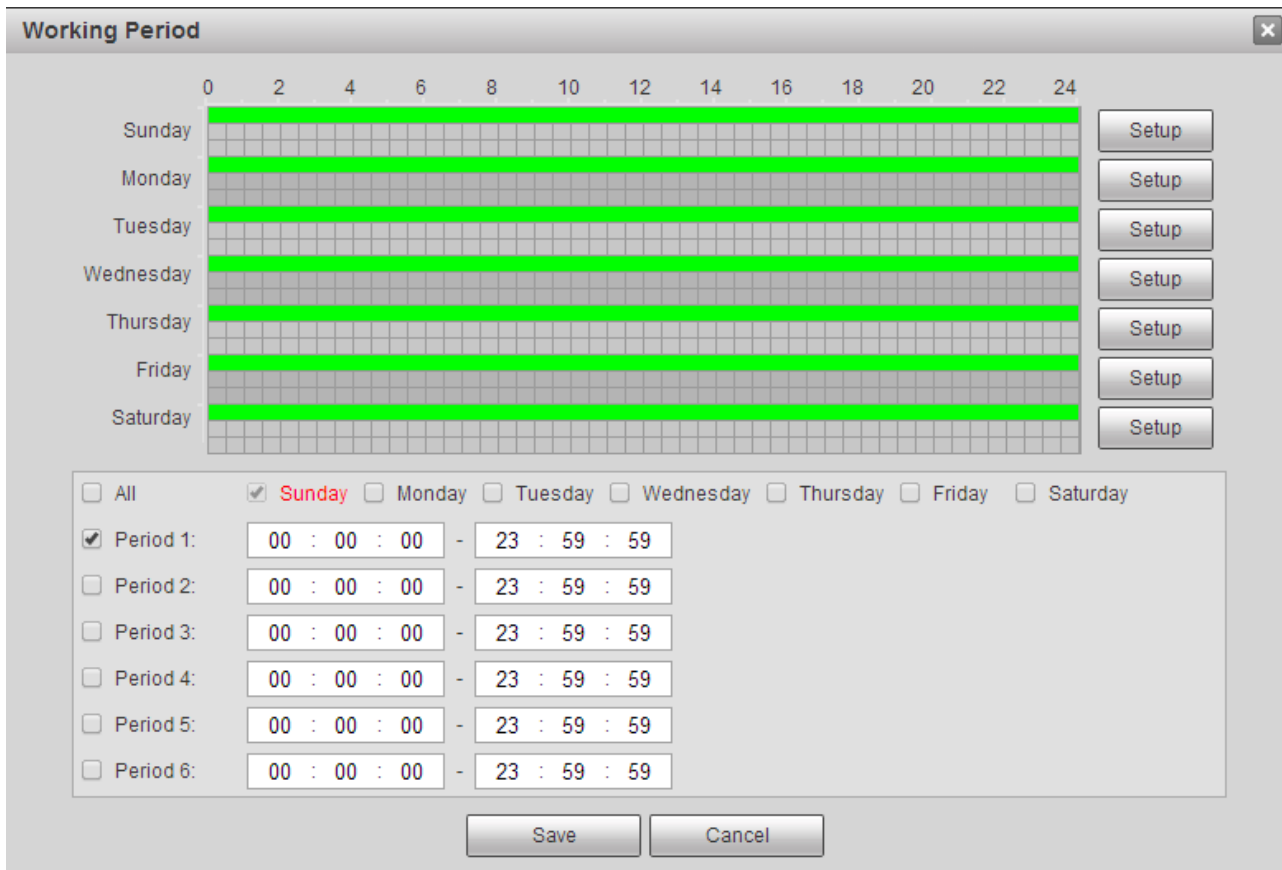 Working Period
0 2 4 6 8 10 12 14 16 18 20 22 24
Sunday Setup
Monday Setup
Tuesday Setup
Wednesday Setup
Thursday Setup
Friday Setup
Saturday Setup
All Sunday Monday Tuesday Wednesday Thursday Friday Saturday
Period 1: 00 : 00 : 00 - 23 : 59 : 59
Period 2: 00 : 00 : 00 - 23 : 59 : 59
Period 3: 00 : 00 : 00 - 23 : 59 : 59
Period 4: 00 : 00 : 00 - 23 : 59 : 59
Period 5: 00 : 00 : 00 - 23 : 59 : 59
Period 6: 00 : 00 : 00 - 23 : 59 : 59
Save Cancel